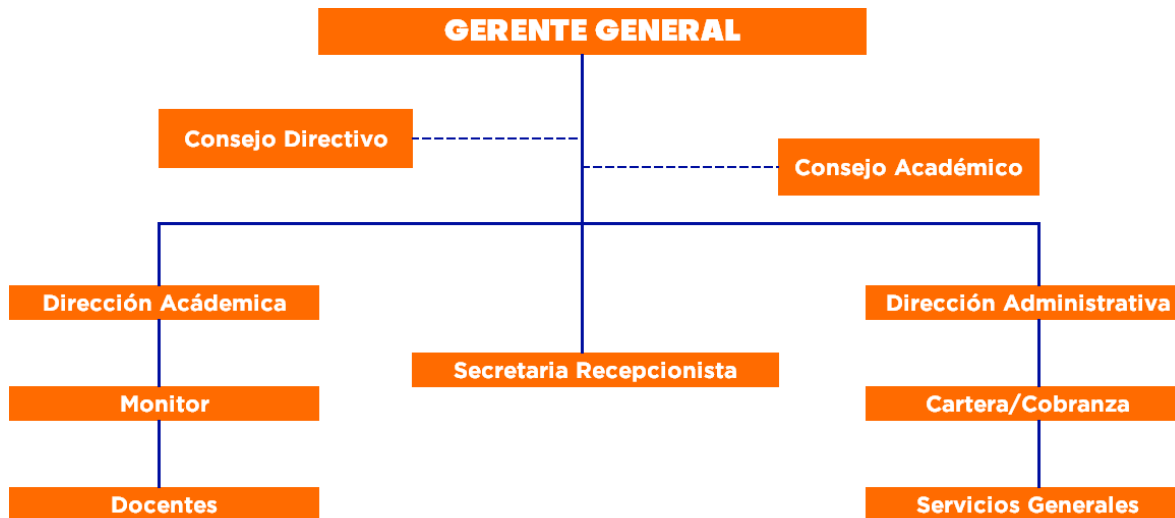 GERENTE GENERAL
Consejo Directivo
Consejo Académico
Dirección Acádemica
Dirección Administrativa
Secretaria Recepcionista
Monitor
Cartera/Cobranza
Docentes
Servicios Generales